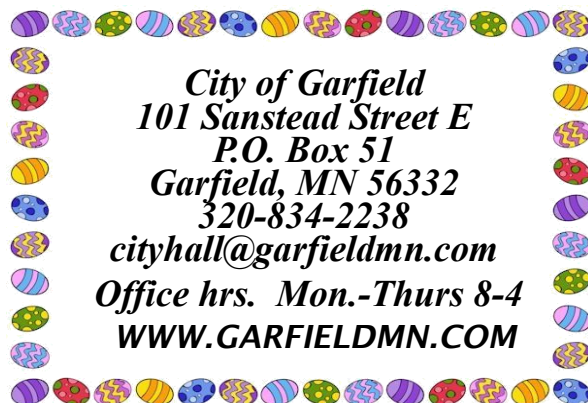 City of Garfield
101 Sanstead Street E
P.O. Box 51
Garfield, MN 56332
320-834-2238
cityhall@garfieldmn.com
Office hrs.  Mon.-Thurs 8-4
WWW.GARFIELDMN.COM